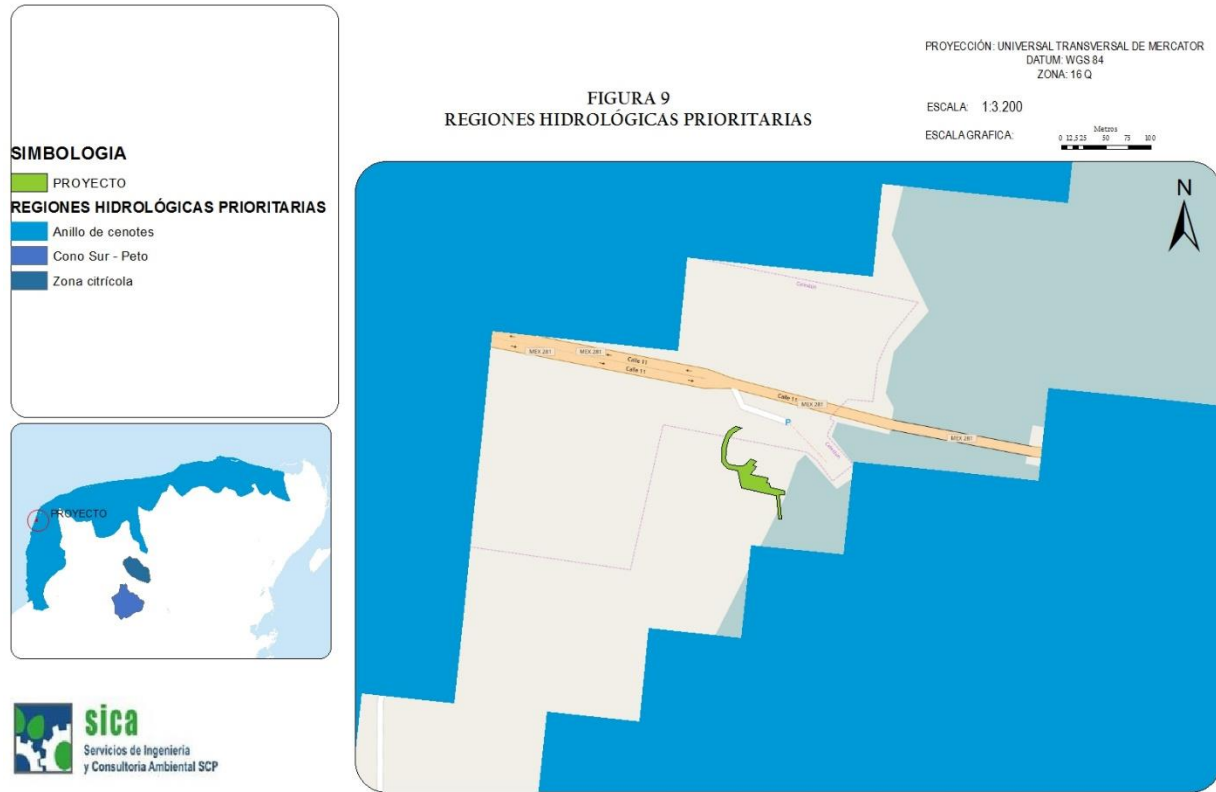 PROYECCIÓN: UNIVERSAL TRANSVERSAL DE MERCATOR
DATUM: WGS 84
ZONA: 16 Q
FIGURA 9
REGIONES HIDROLÓGICAS PRIORITARIAS
ESCALA: 1:3.200
ESCALA GRAFICA:
Metros
0 12,5 25 50 75 100
SIMBOLOGIA
PROYECTO
REGIONES HIDROLÓGICAS PRIORITARIAS
Anillo de cenotes
Cono Sur - Peto
Zona citrícola
N
Celestún
MEX 281
MEX 281
Calle 11
Calle 11
Calle 11
MEX 281
P
Celestún
MEX 281
PROYECTO
sica
Servicios de Ingeniería
y Consultoria Ambiental SCP